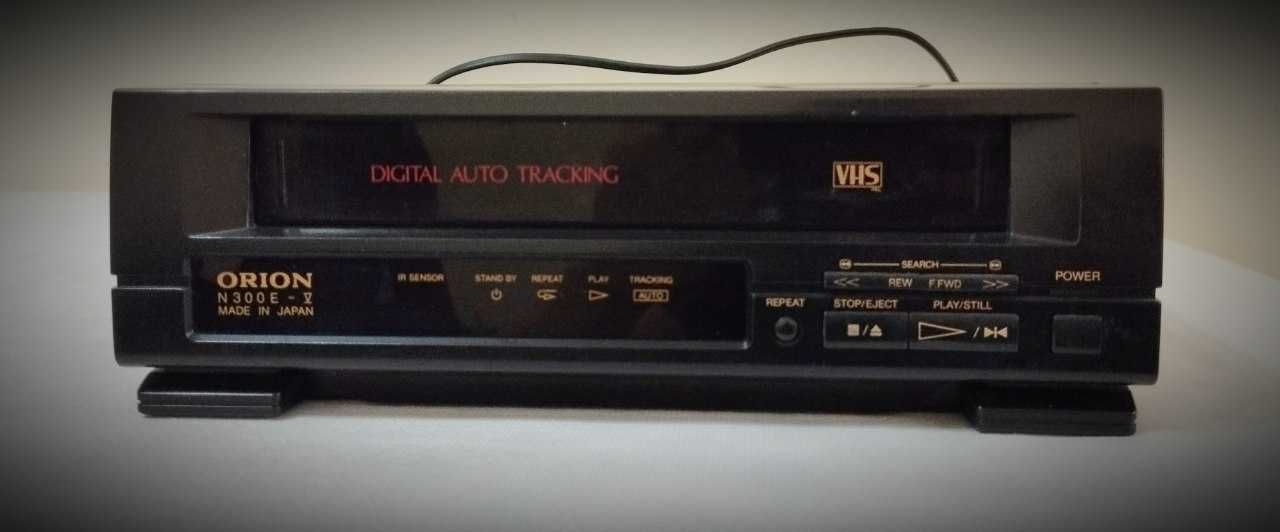 DIGITAL AUTO TRACKING
VHS
ORION
N300E-V
MADE IN JAPAN
IR SENSOR
STAND BY
REPEAT
PLAY
TRACKING
AUTO
SEARCH
<< REW F.FWD >>
POWER
REPEAT
STOP/EJECT
PLAY/STILL